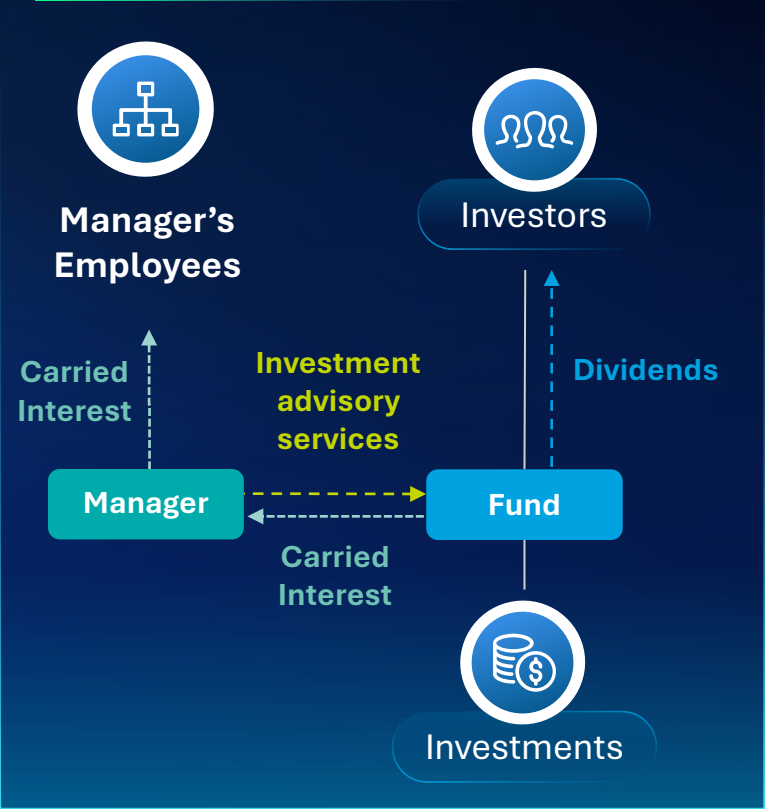 Manager’s
Employees
Investors
Carried
Interest
Investment
advisory
services
Dividends
Manager
Fund
Carried
Interest
$
Investments